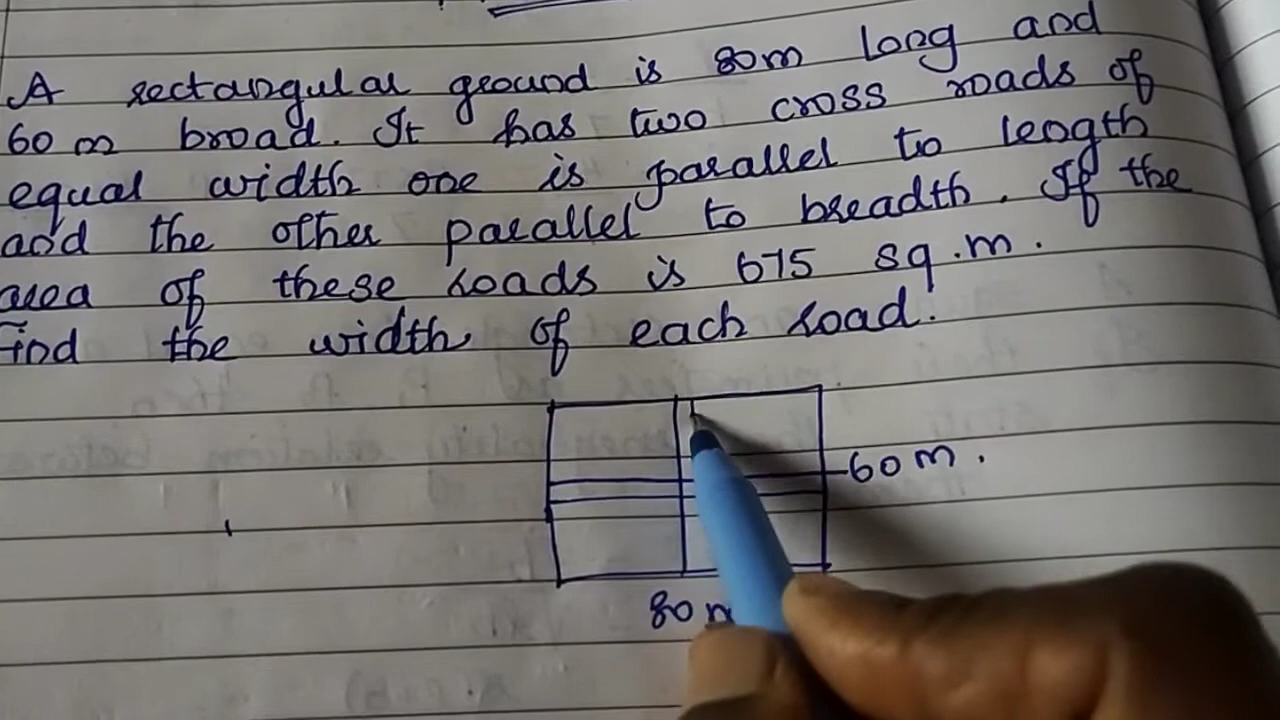 A rectangular ground is 80m long and
60 m broad. It has two cross roads of
equal width one is parallel to length
and the other parallel to breadth. If the
area of these roads is 675 sq.m.
Find the width of each road.
60 m.
80 m